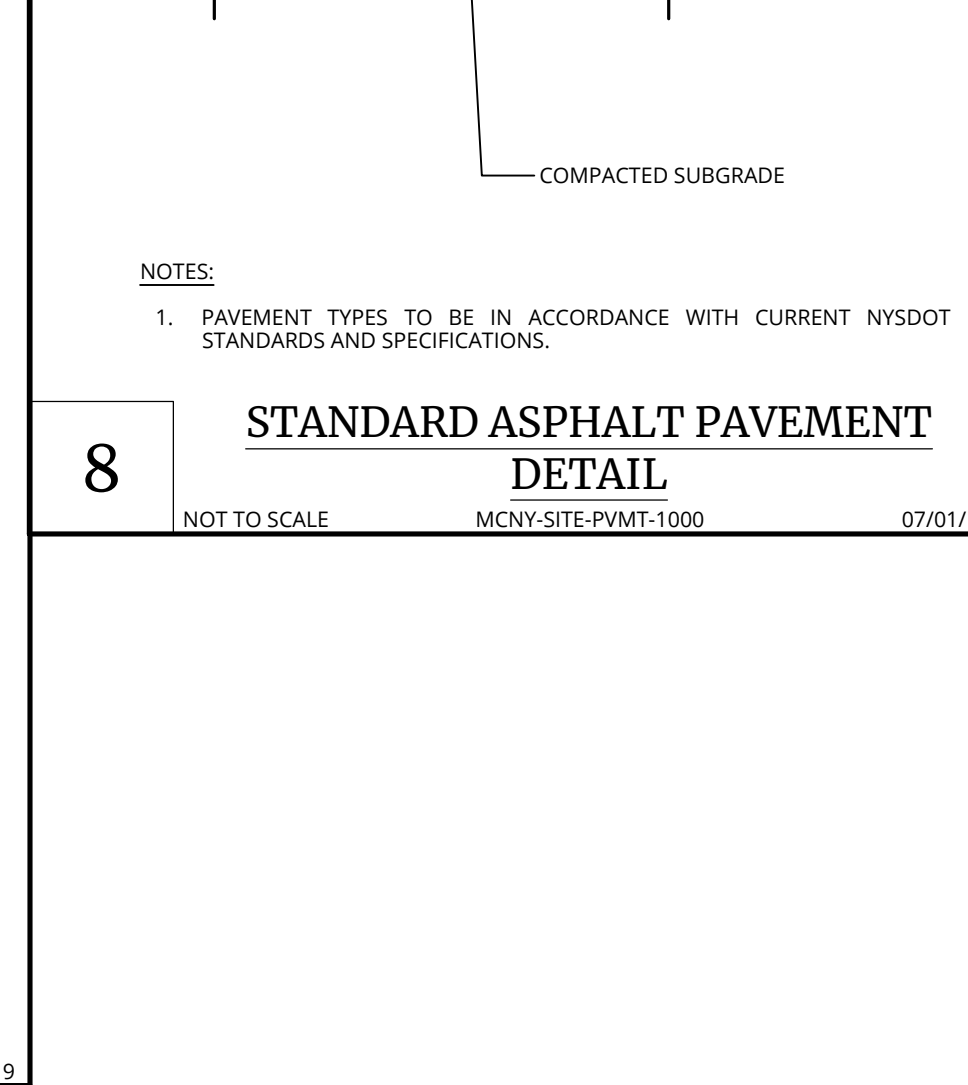 COMPACTED SUBGRADE
NOTES:
1. PAVEMENT TYPES TO BE IN ACCORDANCE WITH CURRENT NYSDOT
STANDARDS AND SPECIFICATIONS.
8
STANDARD ASPHALT PAVEMENT
DETAIL
NOT TO SCALE MCNY-SITE-PVMT-1000 07/01/
9